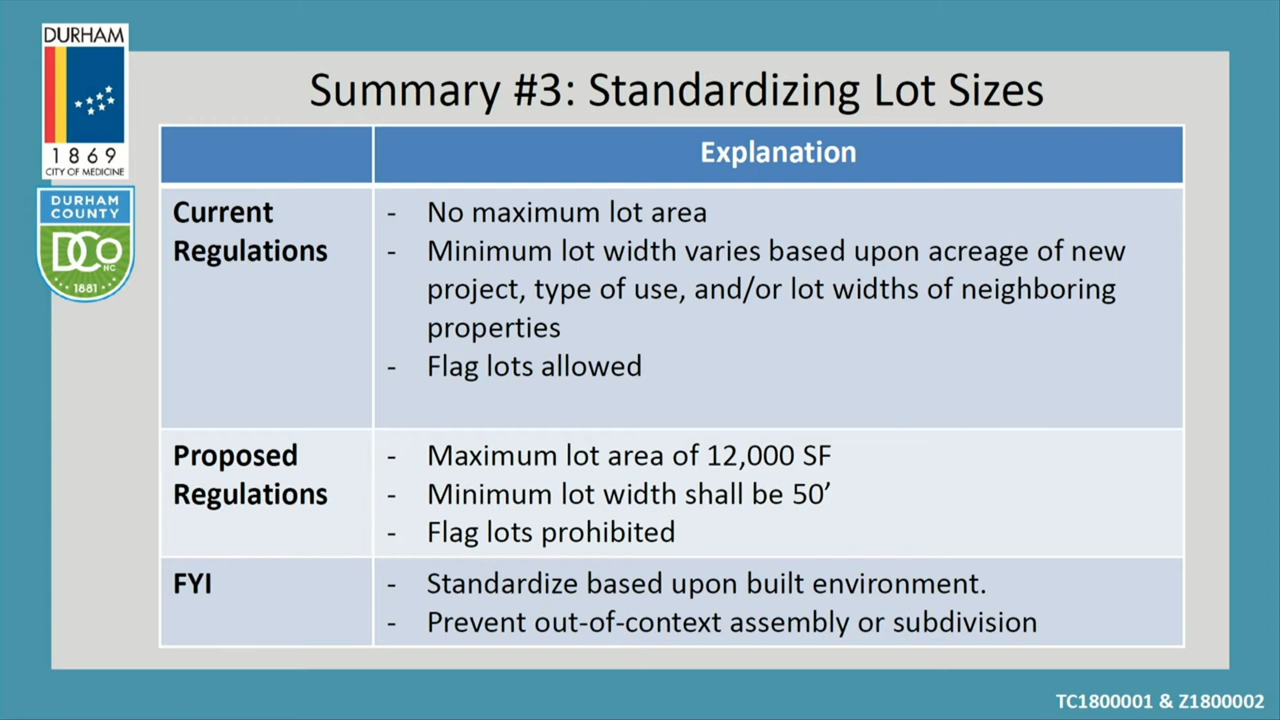 DURHAM
1869
CITY OF MEDICINE
DURHAM
COUNTY
DCO
NC
1881
Summary #3: Standardizing Lot Sizes
Explanation
Current
Regulations
- No maximum lot area
- Minimum lot width varies based upon acreage of new
project, type of use, and/or lot widths of neighboring
properties
- Flag lots allowed
Proposed
Regulations
- Maximum lot area of 12,000 SF
- Minimum lot width shall be 50’
- Flag lots prohibited
FYI
- Standardize based upon built environment.
- Prevent out-of-context assembly or subdivision
TC1800001 & Z1800002